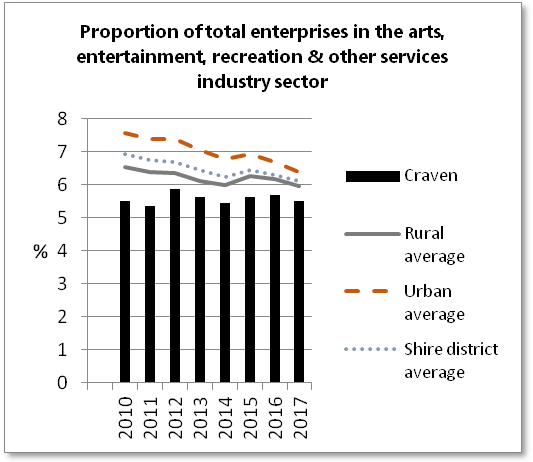 Proportion of total enterprises in the arts,
entertainment, recreation & other services
industry sector
8
7
6
5
4
3
2
1
0
%
2010
2011
2012
2013
2014
2015
2016
2017
Craven
Rural
average
Urban
average
Shire district
average